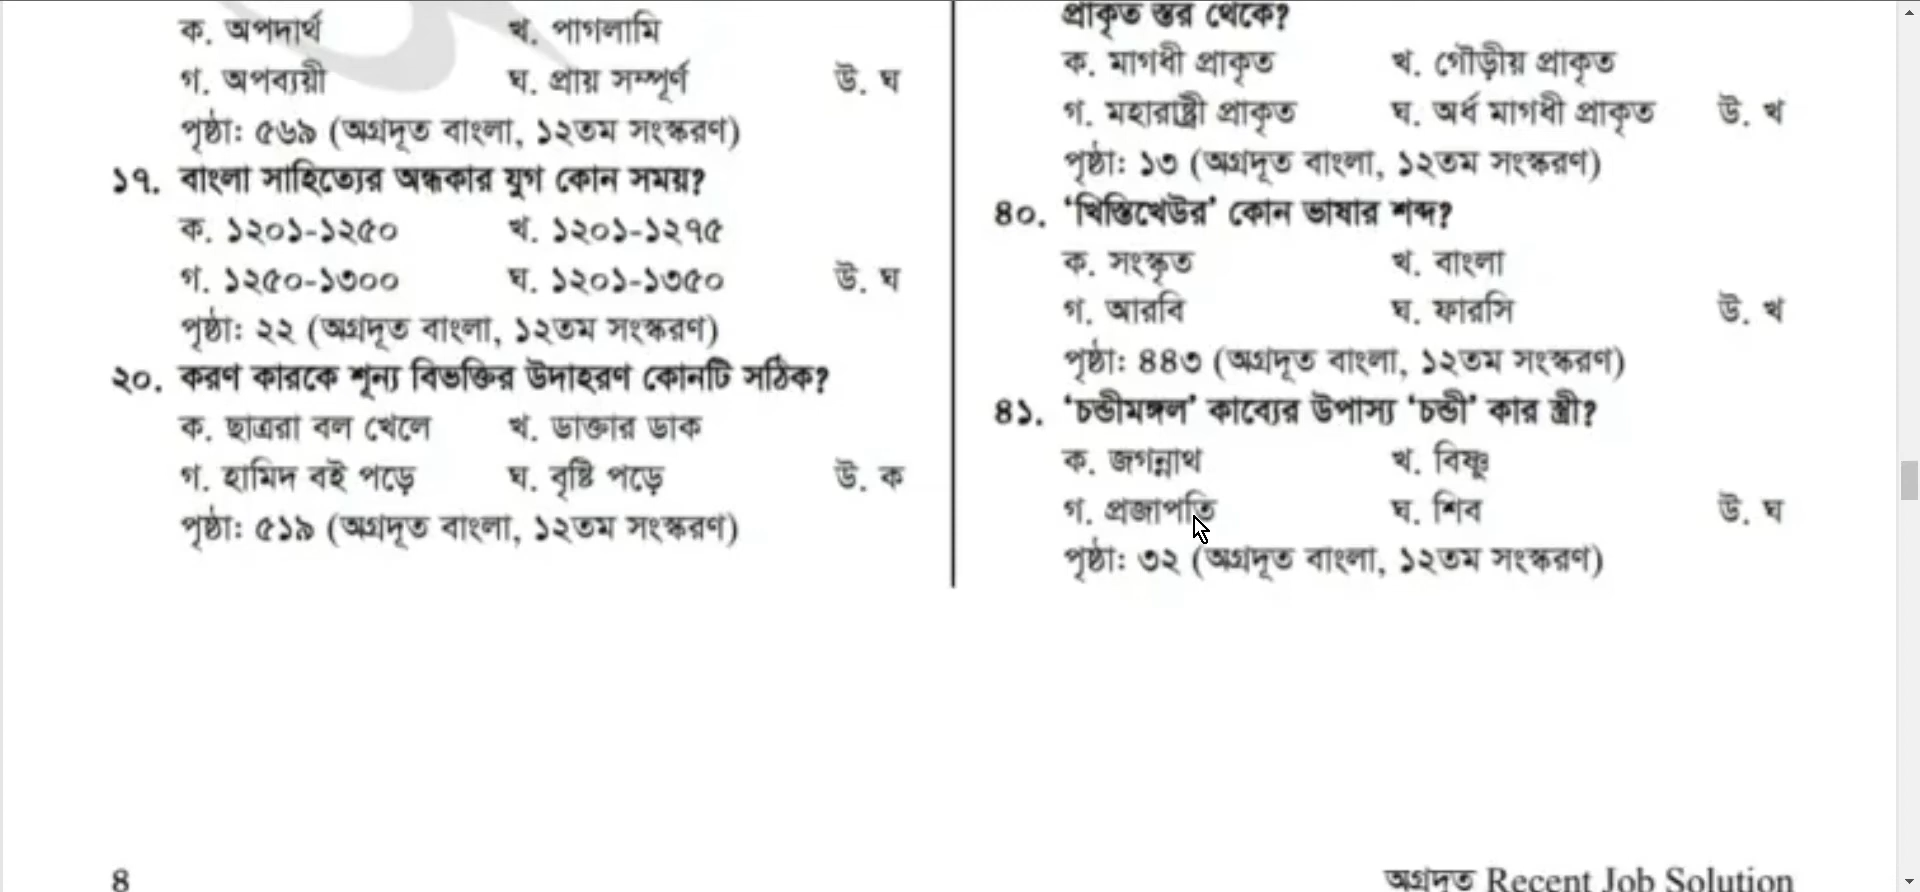 ক. অপদার্থ খ. পাগলামি
গ. অপব্যয়ী ঘ. প্রায় সম্পূর্ণ উ. ঘ
পৃষ্ঠা: ৫৬৯ (অগ্রদূত বাংলা, ১২তম সংস্করণ)
১৭. বাংলা সাহিত্যের অন্ধকার যুগ কোন সময়?
ক. ১২০১-১২৫০ খ. ১২০১-১২৭৫
গ. ১২৫০-১৩০০ ঘ. ১২০১-১৩৫০ উ. ঘ
পৃষ্ঠা: ২২ (অগ্রদূত বাংলা, ১২তম সংস্করণ)
২০. করণ কারকে শূন্য বিভক্তির উদাহরণ কোনটি সঠিক?
ক. ছাত্ররা বল খেলে খ. ডাক্তার ডাক
গ. হামিদ বই পড়ে ঘ. বৃষ্টি পড়ে উ. ক
পৃষ্ঠা: ৫১৯ (অগ্রদূত বাংলা, ১২তম সংস্করণ)
প্রাকৃত স্তর থেকে?
ক. মাগধী প্রাকৃত খ. গৌড়ীয় প্রাকৃত
গ. মহারাষ্ট্রী প্রাকৃত ঘ. অর্ধ মাগধী প্রাকৃত উ. খ
পৃষ্ঠা: ১৩ (অগ্রদূত বাংলা, ১২তম সংস্করণ)
৪০. ‘খিস্তিখেউর’ কোন ভাষার শব্দ?
ক. সংস্কৃত খ. বাংলা
গ. আরবি ঘ. ফারসি উ. খ
পৃষ্ঠা: ৪৪৩ (অগ্রদূত বাংলা, ১২তম সংস্করণ)
৪১. ‘চন্ডীমঙ্গল’ কাব্যের উপাস্য ‘চন্ডী’ কার স্ত্রী?
ক. জগন্নাথ খ. বিষ্ণু
গ. প্রজাপতি ঘ. শিব উ. ঘ
পৃষ্ঠা: ৩২ (অগ্রদূত বাংলা, ১২তম সংস্করণ)
৪ অগ্রদূত Recent Job Solution